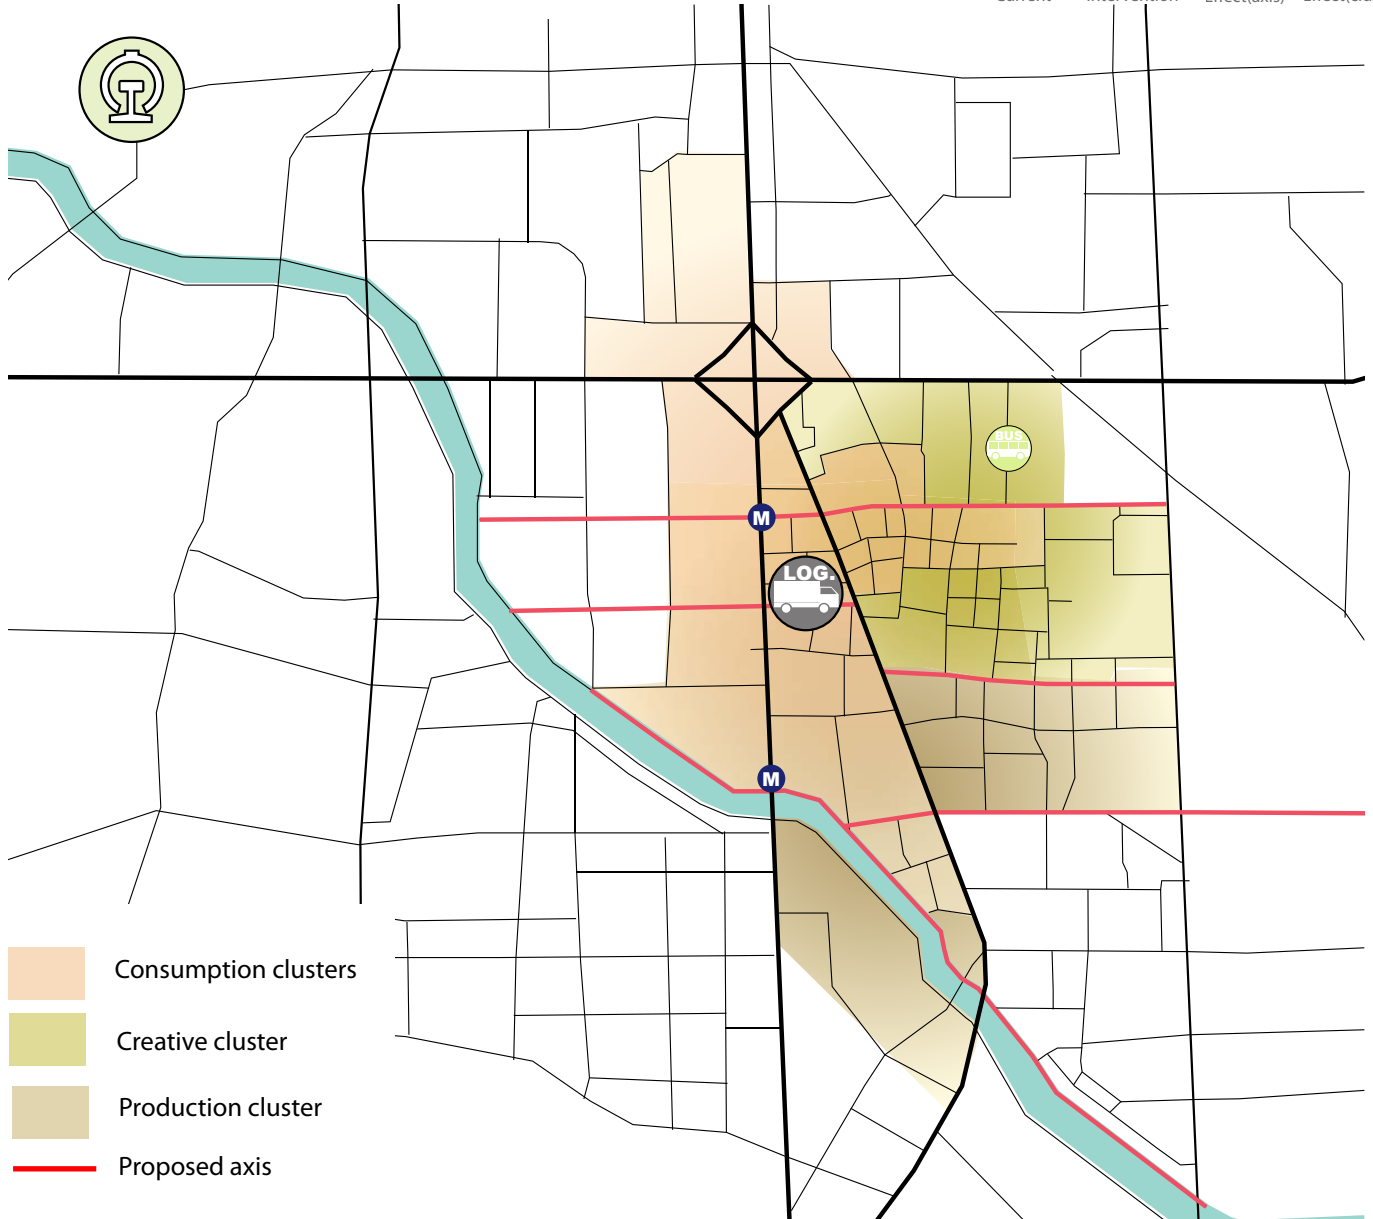 BUS
M
LOG.
M
Consumption clusters
Creative cluster
Production cluster
Proposed axis